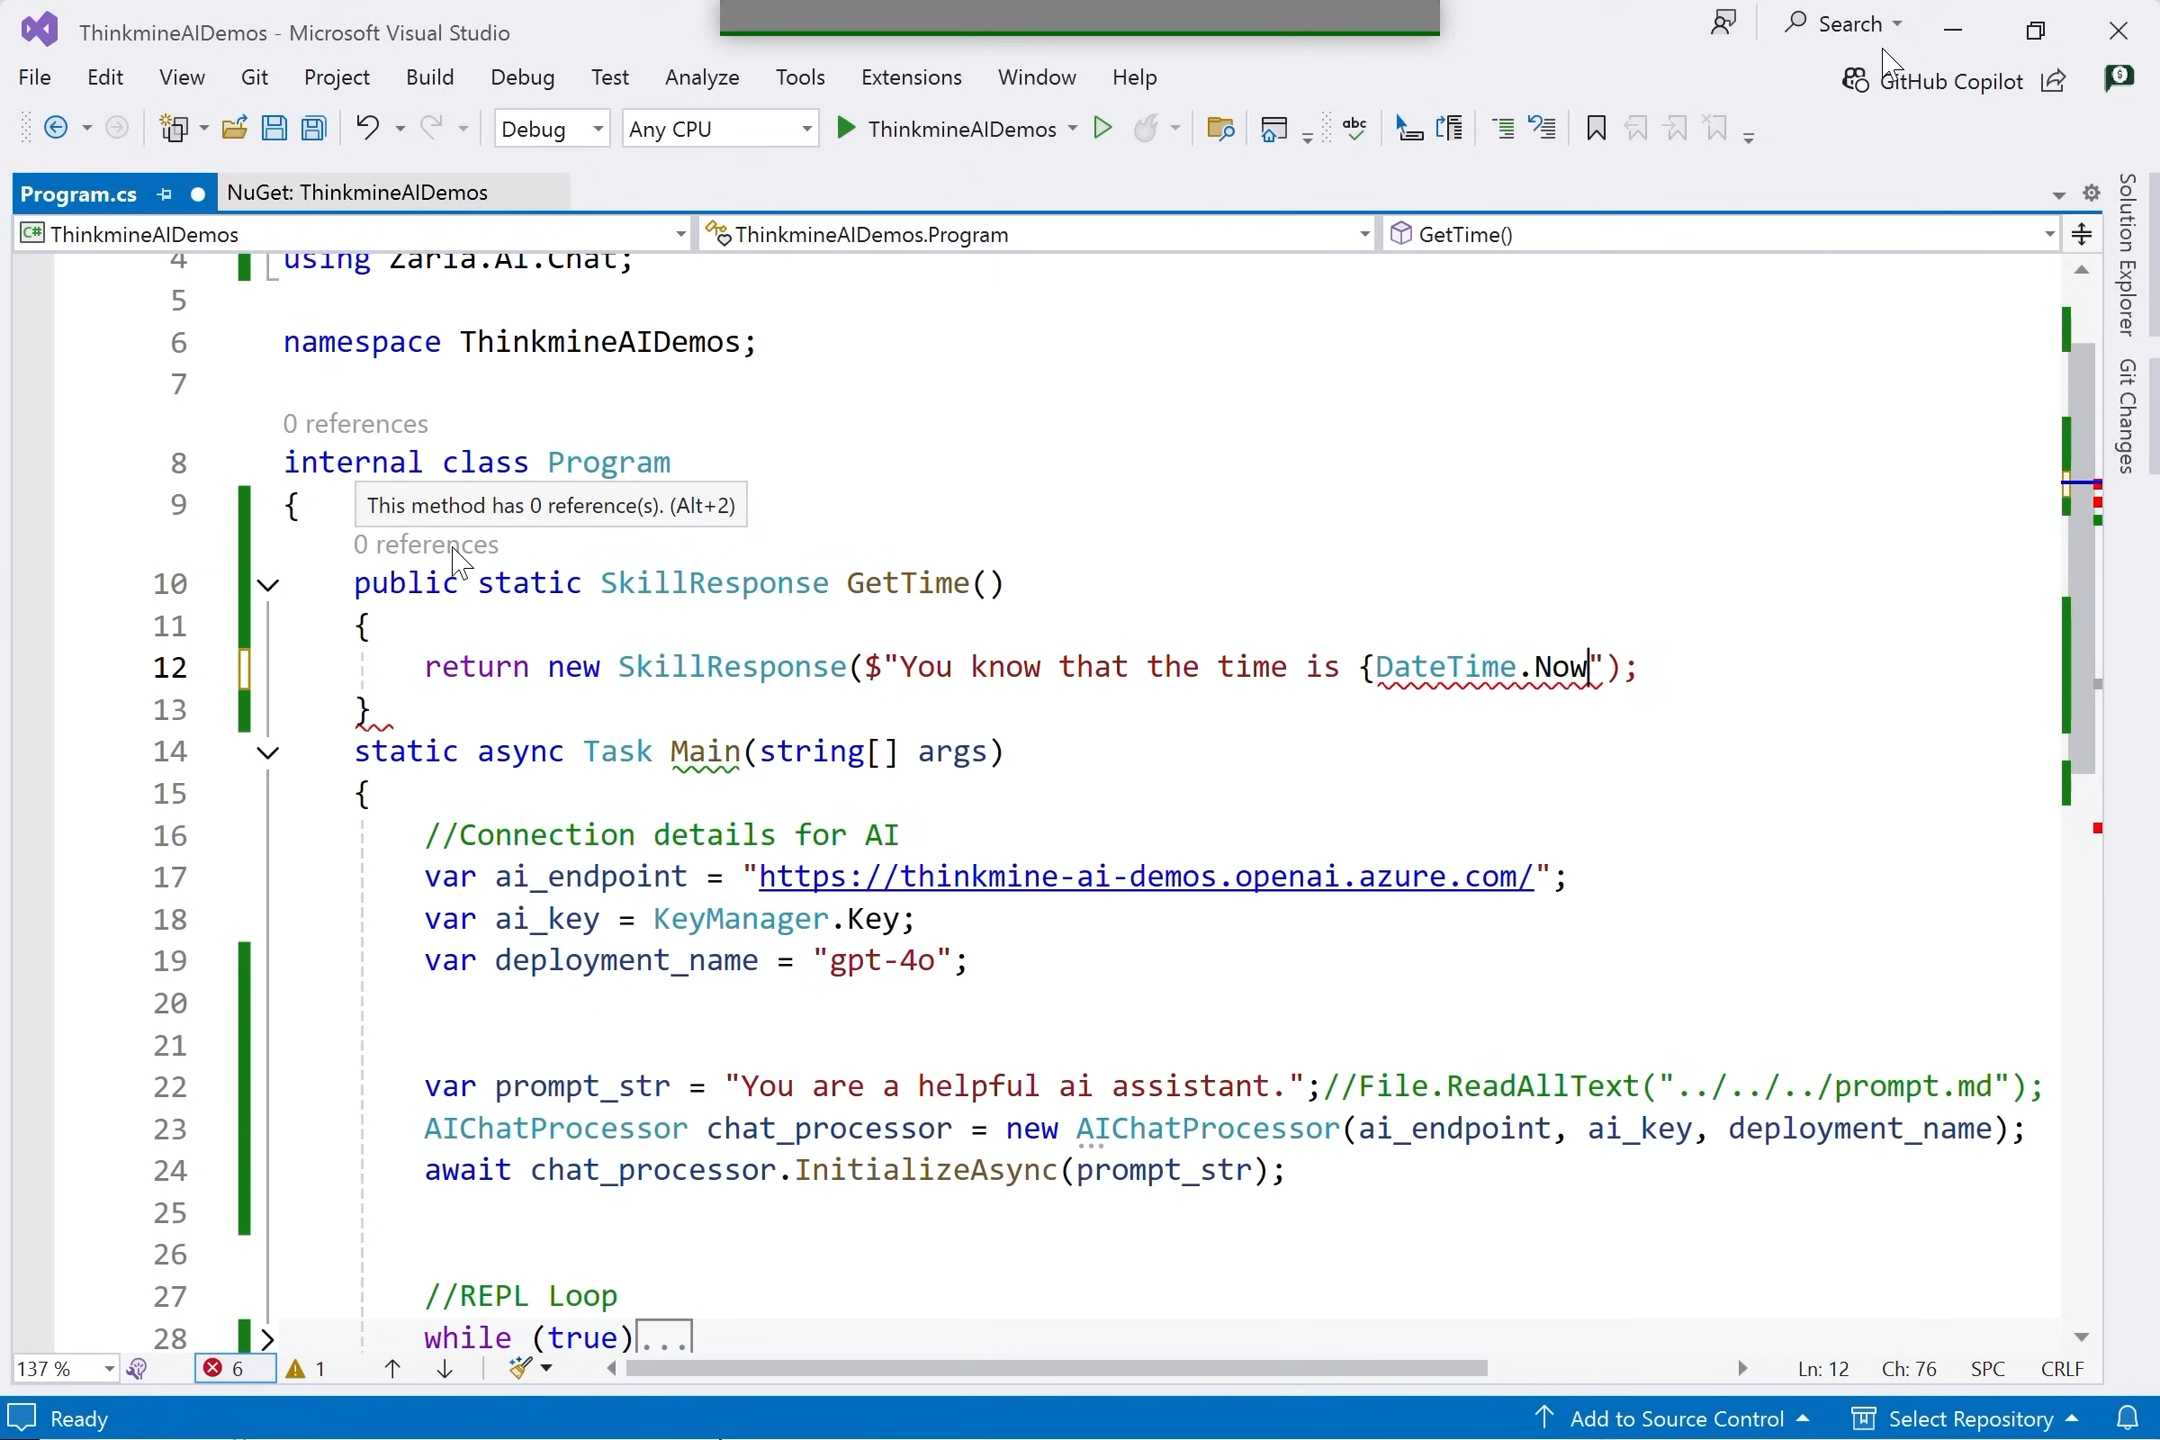 ThinkmineAIDemos - Microsoft Visual Studio
Search
File Edit View Git Project Build Debug Test Analyze Tools Extensions Window Help
GitHub Copilot
Debug Any CPU ThinkmineAIDemos abc
Program.cs NuGet: ThinkmineAIDemos
C# ThinkmineAIDemos ThinkmineAIDemos.Program GetTime()
4 using Zaria.AI.Chat;
5
6 namespace ThinkmineAIDemos;
7
0 references
8 internal class Program
9 {
This method has 0 reference(s). (Alt+2)
0 references
10 public static SkillResponse GetTime()
11 {
12 return new SkillResponse($"You know that the time is {DateTime.Now");
13 }
14 static async Task Main(string[] args)
15 {
16 //Connection details for AI
17 var ai_endpoint = "https://thinkmine-ai-demos.openai.azure.com/";
18 var ai_key = KeyManager.Key;
19 var deployment_name = "gpt-4o";
20
21
22 var prompt_str = "You are a helpful ai assistant.";//File.ReadAllText("../../../prompt.md");
23 AIChatProcessor chat_processor = new AIChatProcessor(ai_endpoint, ai_key, deployment_name);
24 await chat_processor.InitializeAsync(prompt_str);
25
26
27 //REPL Loop
28 while (true)...
Solution Explorer
Git Changes
137 % 6 1 Ln: 12 Ch: 76 SPC CRLF
Ready Add to Source Control Select Repository